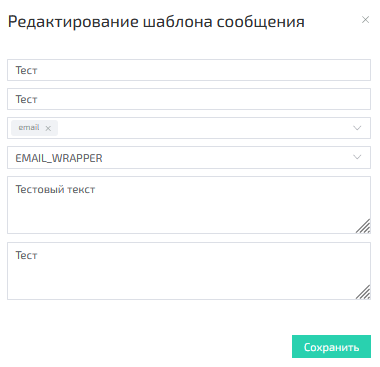 Редактирование шаблона сообщения
Тест
Тест
email
EMAIL_WRAPPER
Тестовый текст
Тест
Сохранить